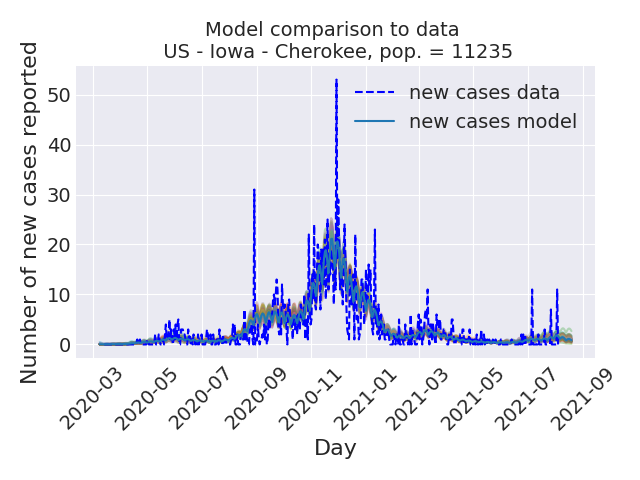 Model comparison to data
US - Iowa - Cherokee, pop. = 11235
Number of new cases reported
50
40
30
20
10
0
new cases data
new cases model
2020-03
2020-05
2020-07
2020-09
2020-11
2021-01
2021-03
2021-05
2021-07
2021-09
Day